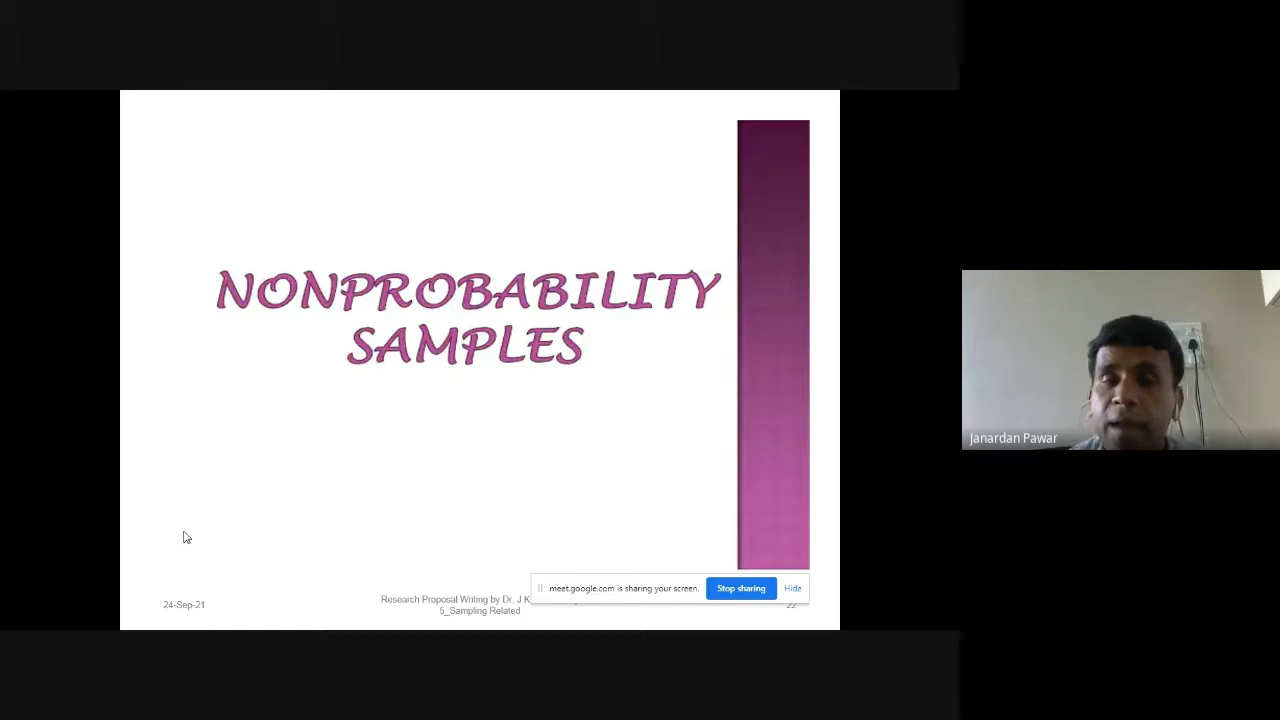 NONPROBABILITY
SAMPLES
Janardan Pawar
meet.google.com is sharing your screen.
Stop sharing
Hide
24-Sep-21
Research Proposal Writing by Dr. J
5_Sampling Related
22